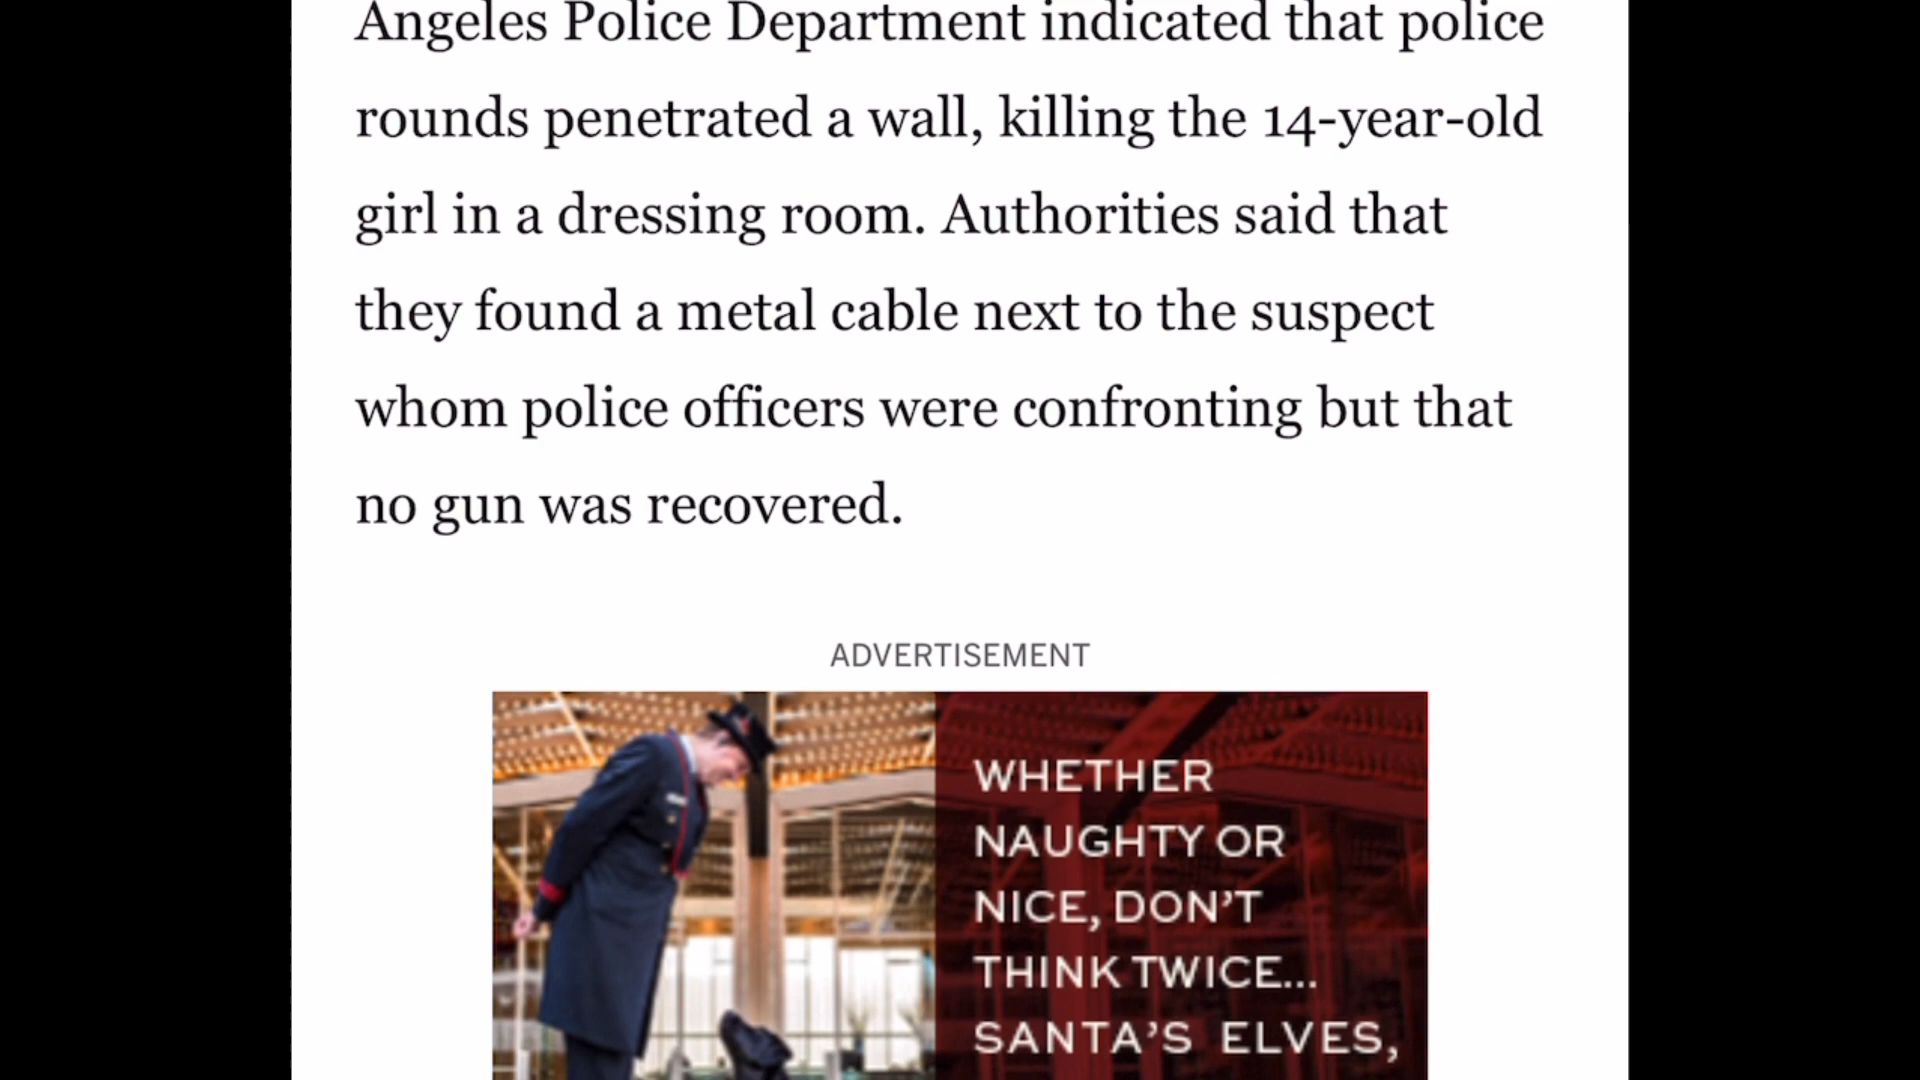 Angeles Police Department indicated that police
rounds penetrated a wall, killing the 14-year-old
girl in a dressing room. Authorities said that
they found a metal cable next to the suspect
whom police officers were confronting but that
no gun was recovered.
ADVERTISEMENT
WHETHER
NAUGHTY OR
NICE, DON'T
THINK TWICE...
SANTA'S ELVES,